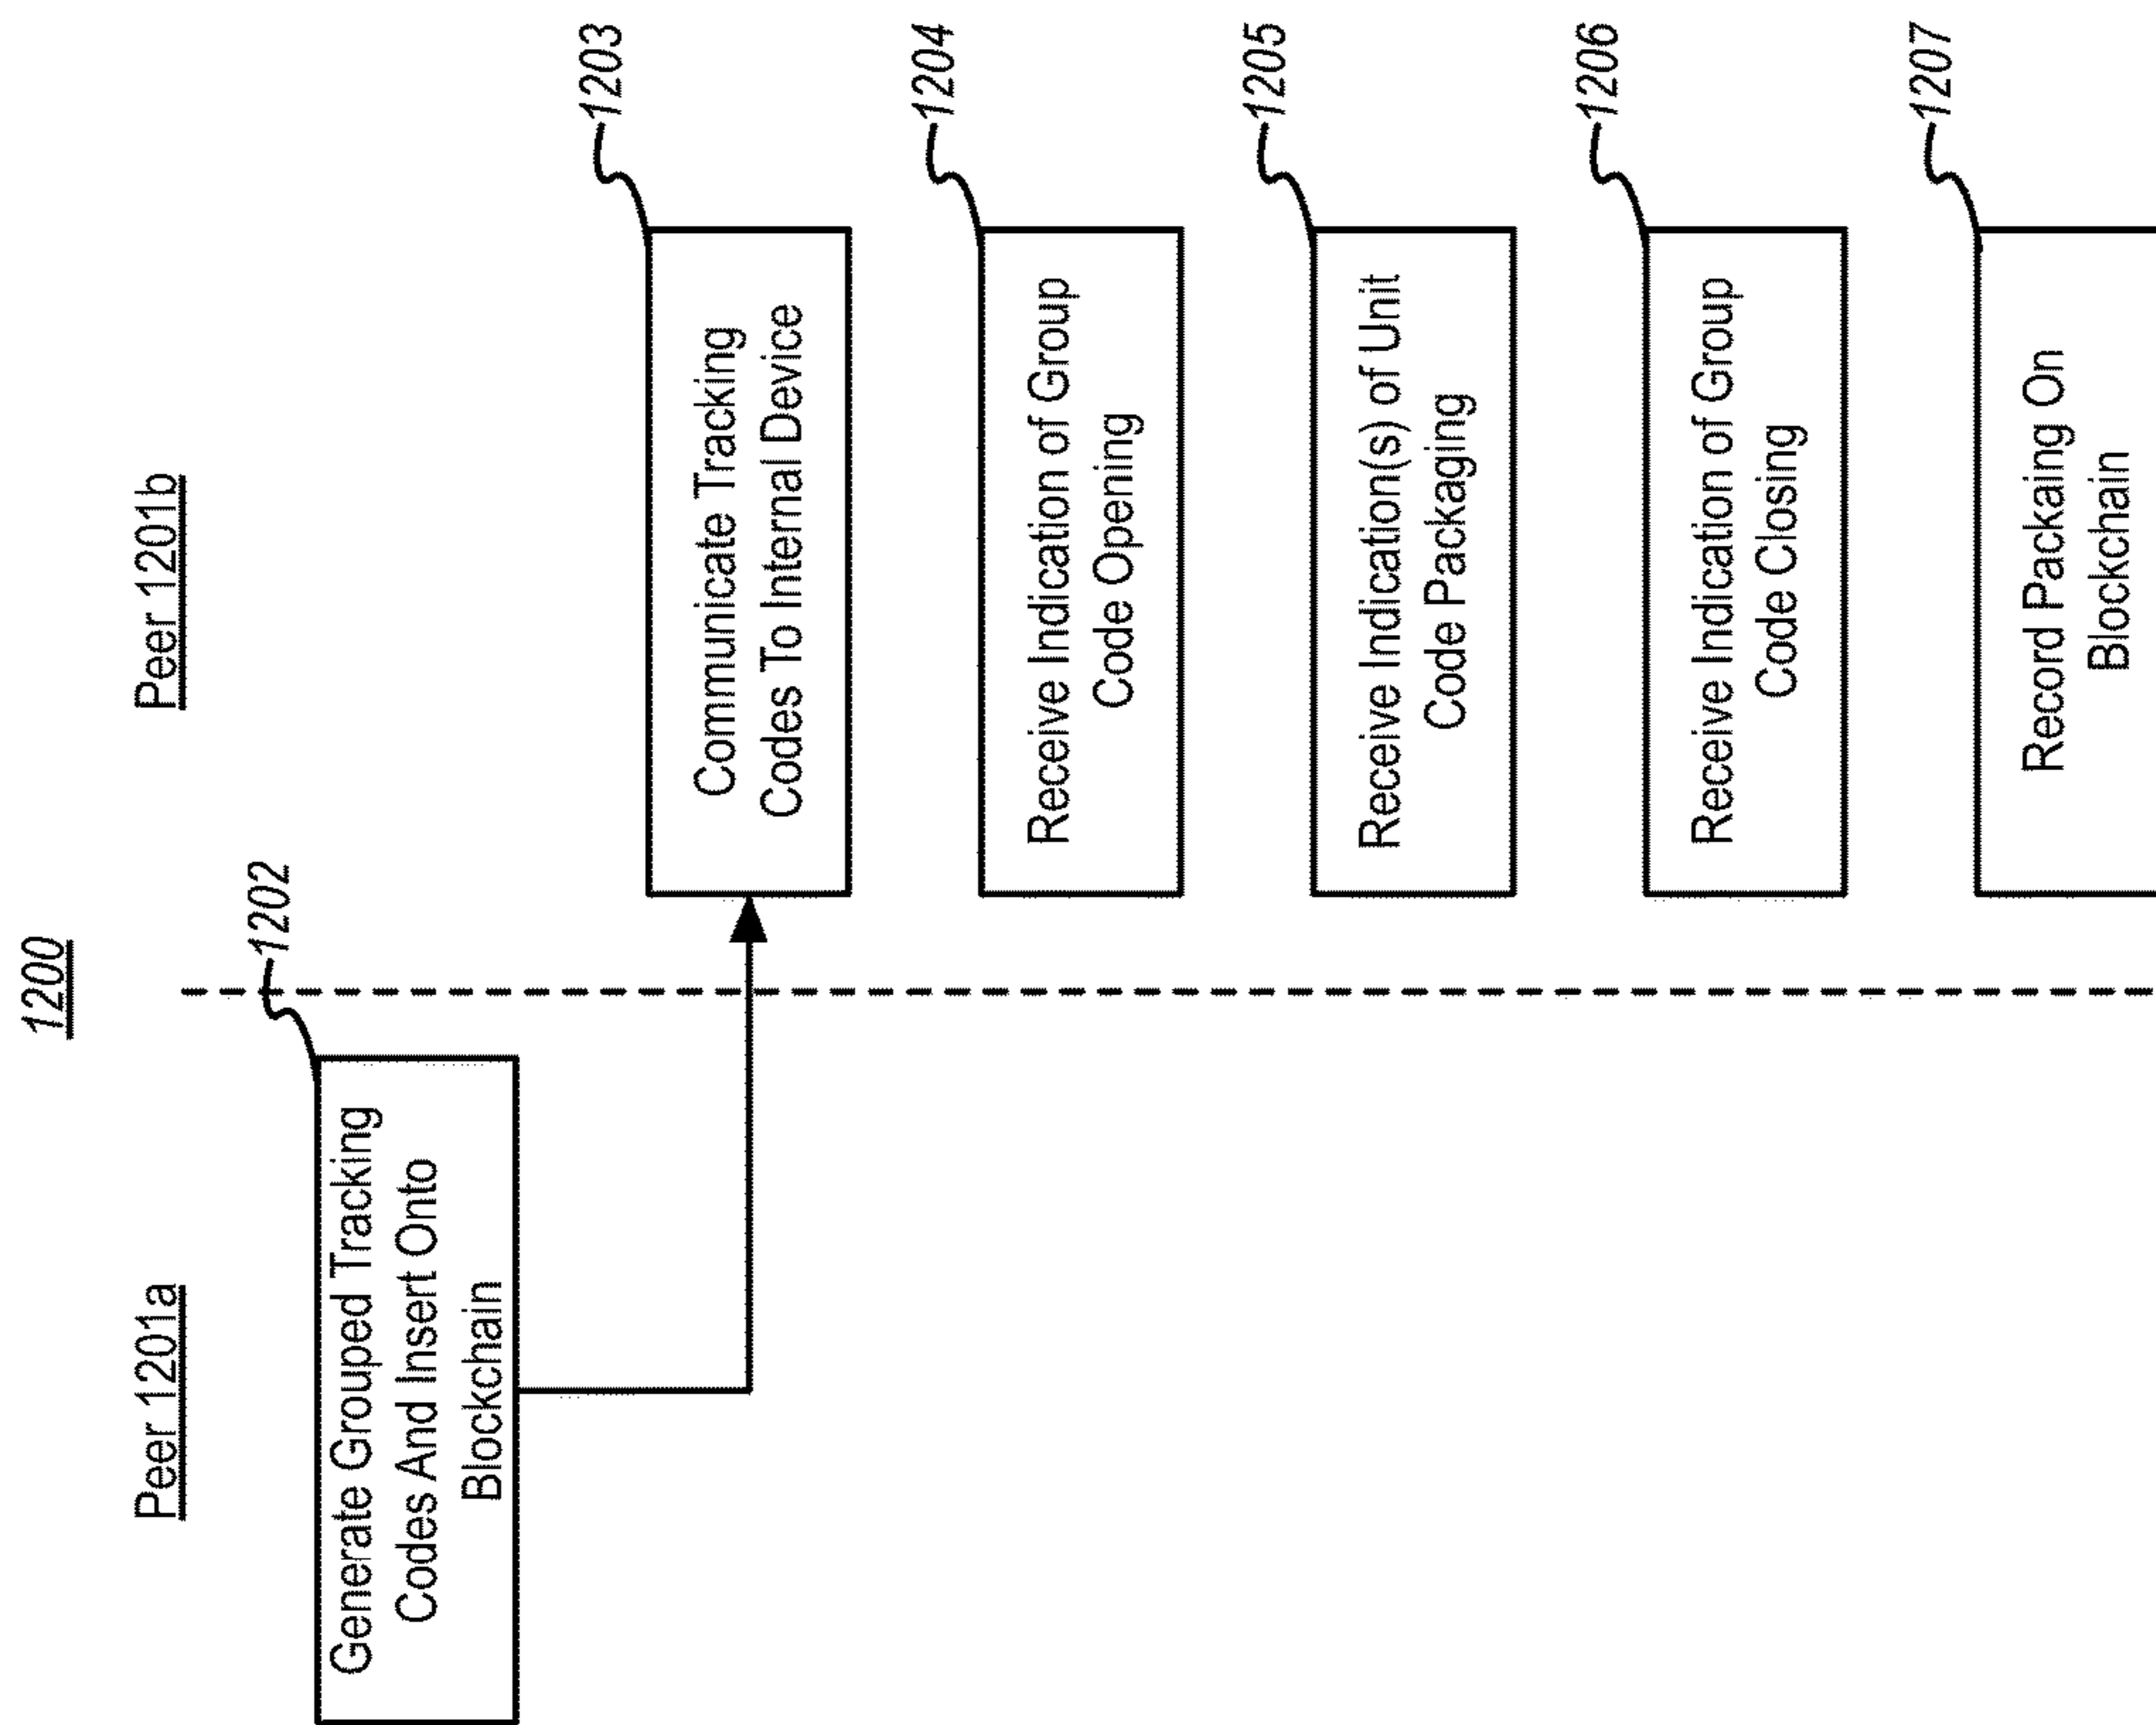 1200
Peer 1201a
Peer 1201b
1202
Generate Grouped Tracking
Codes And Insert Onto
Blockchain
1203
Communicate Tracking
Codes To Internal Device
1204
Receive Indication of Group
Code Opening
1205
Receive Indication(s) of Unit
Code Packaging
1206
Receive Indication of Group
Code Closing
1207
Record Packaing On
Blockchain